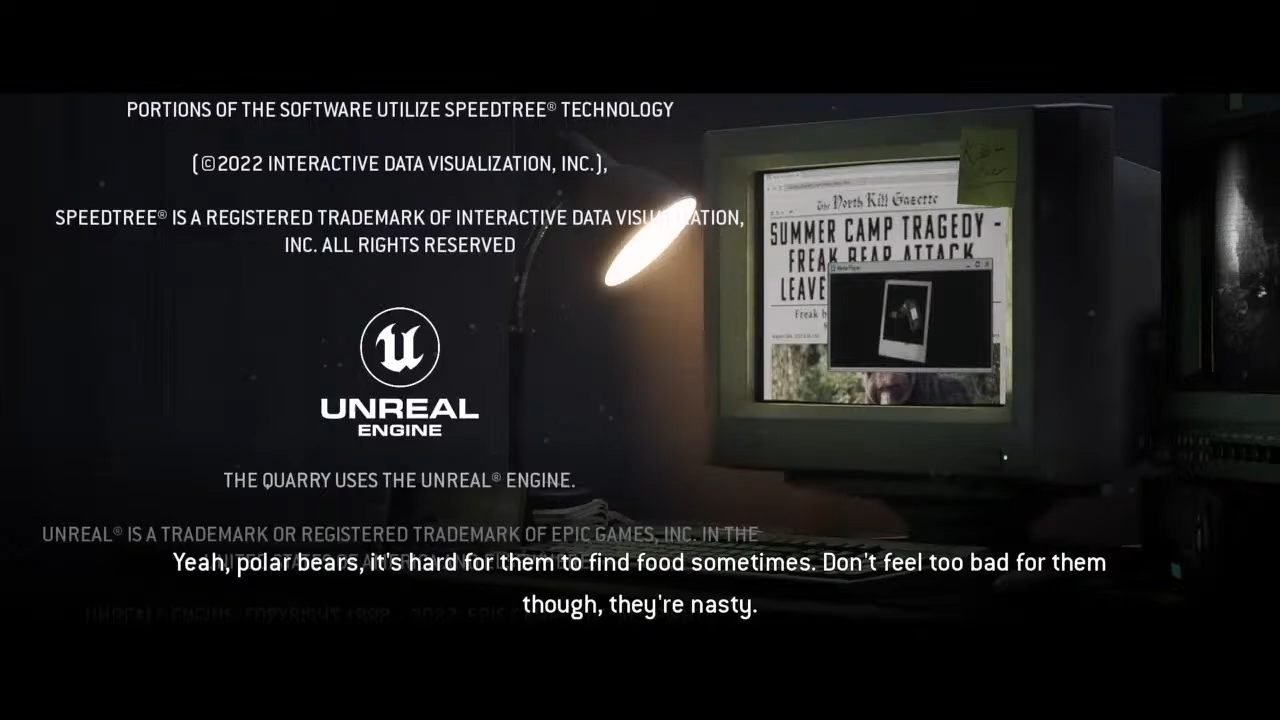 PORTIONS OF THE SOFTWARE UTILIZE SPEEDTREE® TECHNOLOGY
(©2022 INTERACTIVE DATA VISUALIZATION, INC.),
SPEEDTREE® IS A REGISTERED TRADEMARK OF INTERACTIVE DATA VISUALIZATION,
INC. ALL RIGHTS RESERVED
UNREAL
ENGINE
THE QUARRY USES THE UNREAL® ENGINE.
UNREAL® IS A TRADEMARK OR REGISTERED TRADEMARK OF EPIC GAMES, INC. IN THE
Yeah, polar bears, it's hard for them to find food sometimes. Don't feel too bad for them
though, they're nasty.
The North Kill Gazette
SUMMER CAMP TRAGEDY -
FREAK BEAR ATTACK
LEAVE
Freak b
Media Player